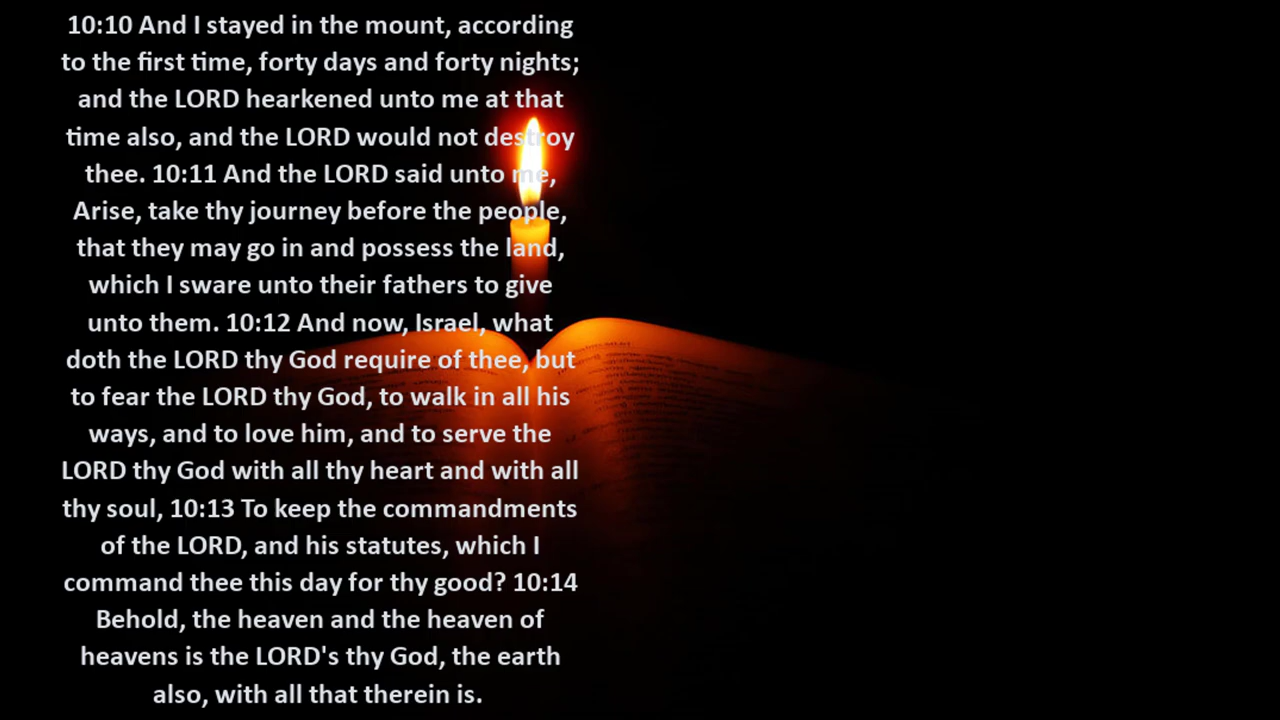 10:10 And I stayed in the mount, according
to the first time, forty days and forty nights;
and the LORD hearkened unto me at that
time also, and the LORD would not destroy
thee. 10:11 And the LORD said unto me,
Arise, take thy journey before the people,
that they may go in and possess the land,
which I sware unto their fathers to give
unto them. 10:12 And now, Israel, what
doth the LORD thy God require of thee, but
to fear the LORD thy God, to walk in all his
ways, and to love him, and to serve the
LORD thy God with all thy heart and with all
thy soul, 10:13 To keep the commandments
of the LORD, and his statutes, which I
command thee this day for thy good? 10:14
Behold, the heaven and the heaven of
heavens is the LORD's thy God, the earth
also, with all that therein is.